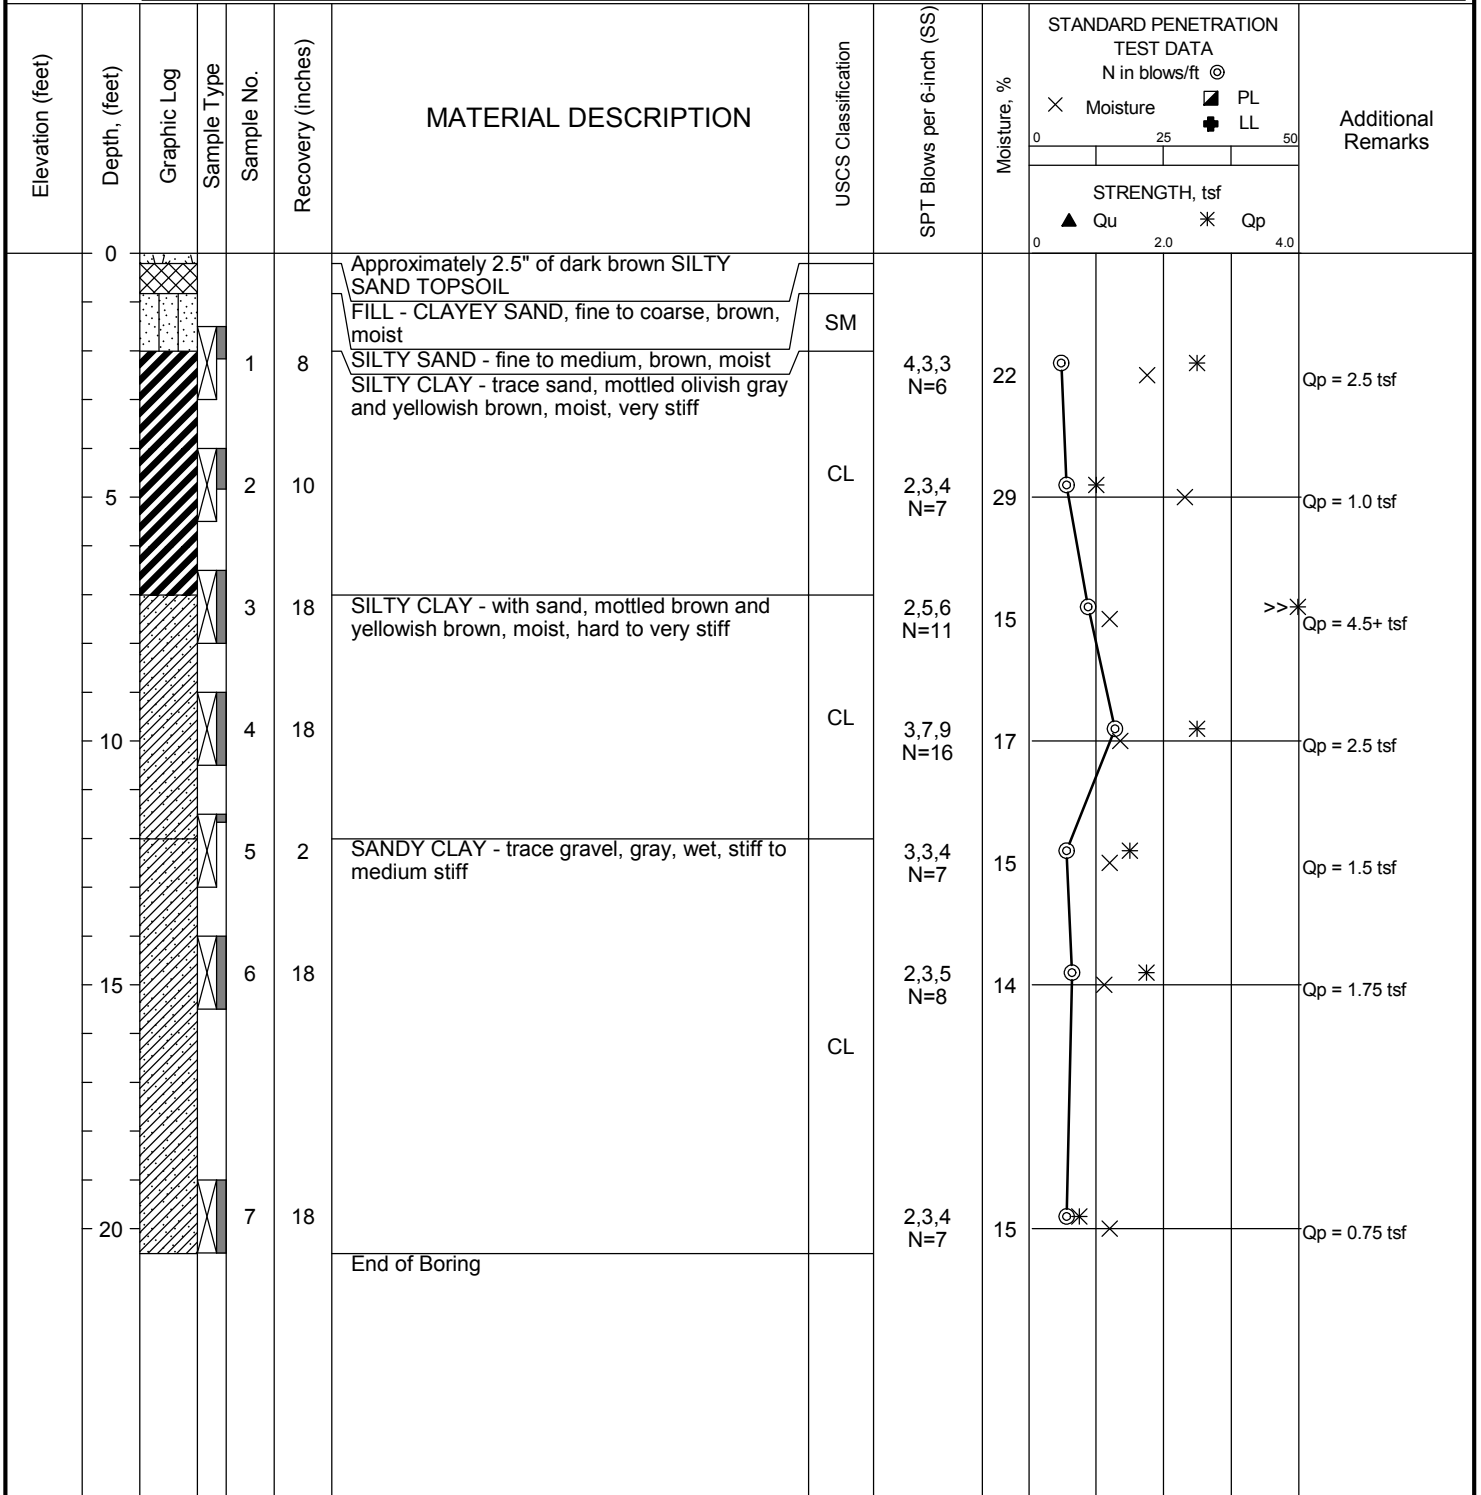 Elevation (feet)
Depth, (feet)
Graphic Log
Sample Type
Sample No.
Recovery (inches)
MATERIAL DESCRIPTION
USCS Classification
SPT Blows per 6-inch (SS)
Moisture, %
STANDARD PENETRATION
TEST DATA
N in blows/ft
Moisture
PL
LL
0 25 50
STRENGTH, tsf
Qu Qp
0 2.0 4.0
Additional
Remarks
0
Approximately 2.5" of dark brown SILTY
SAND TOPSOIL
FILL - CLAYEY SAND, fine to coarse, brown,
moist
SM
SILTY SAND - fine to medium, brown, moist
1 8
4,3,3
N=6
22
Qp = 2.5 tsf
SILTY CLAY - trace sand, mottled olivish gray
and yellowish brown, moist, very stiff
CL
2 10
2,3,4
N=7
5
29
Qp = 1.0 tsf
SILTY CLAY - with sand, mottled brown and
yellowish brown, moist, hard to very stiff
3 18
2,5,6
N=11
15
>>
Qp = 4.5+ tsf
CL
4 18
3,7,9
N=16
10
17
Qp = 2.5 tsf
SANDY CLAY - trace gravel, gray, wet, stiff to
medium stiff
5 2
3,3,4
N=7
15
Qp = 1.5 tsf
6 18
2,3,5
N=8
15
14
Qp = 1.75 tsf
CL
7 18
2,3,4
N=7
20
15
Qp = 0.75 tsf
End of Boring